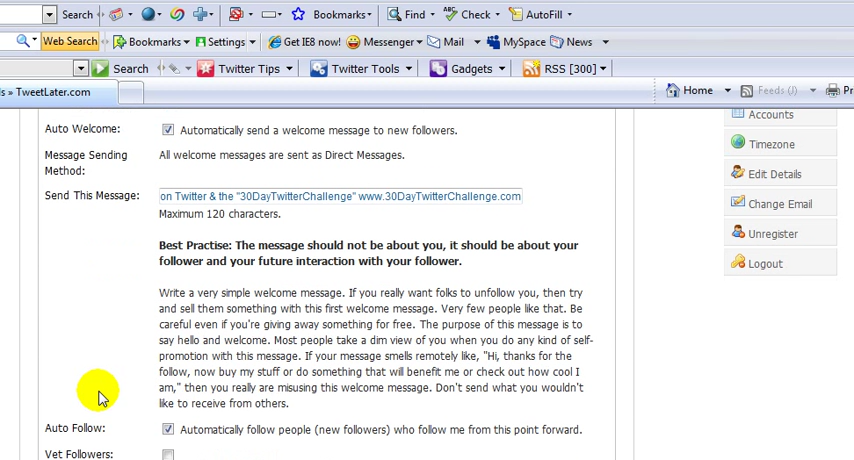 Search Bookmarks Find Check AutoFill
Web Search Bookmarks Settings Get IE8 now! Messenger Mail MySpace News
Search Twitter Tips Twitter Tools Gadgets RSS [300]
s » TweetLater.com Home Feeds (J) Pr
Auto Welcome: Automatically send a welcome message to new followers.
Accounts
Timezone
Message Sending Method: All welcome messages are sent as Direct Messages.
Edit Details
Send This Message: on Twitter & the "30DayTwitterChallenge" www.30DayTwitterChallenge.com
Change Email
Maximum 120 characters.
Unregister
Best Practise: The message should not be about you, it should be about your
follower and your future interaction with your follower.
Logout
Write a very simple welcome message. If you really want folks to unfollow you, then try
and sell them something with this first welcome message. Very few people like that. Be
careful even if you're giving away something for free. The purpose of this message is to
say hello and welcome. Most people take a dim view of you when you do any kind of self-
promotion with this message. If your message smells remotely like, "Hi, thanks for the
follow, now buy my stuff or do something that will benefit me or check out how cool I
am," then you really are misusing this welcome message. Don't send what you wouldn't
like to receive from others.
Auto Follow: Automatically follow people (new followers) who follow me from this point forward.
Vet Followers: